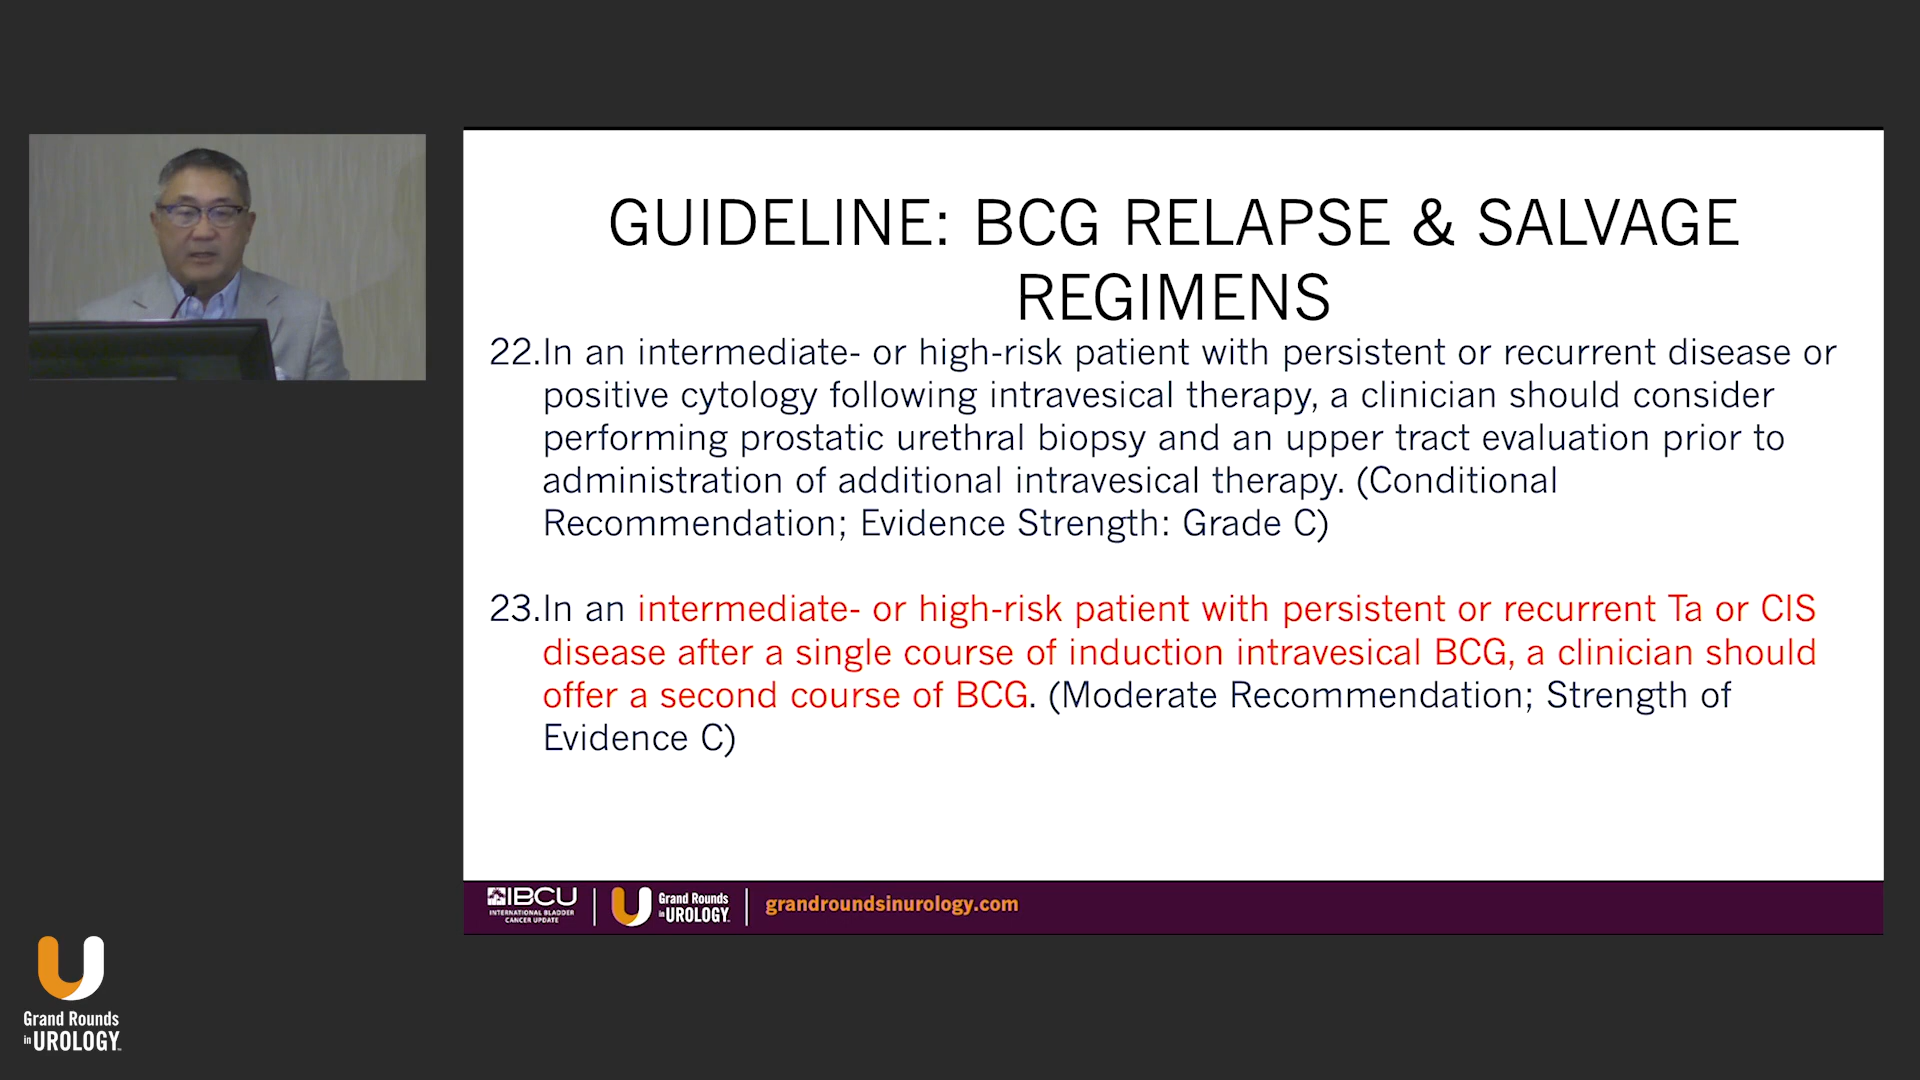 GUIDELINE: BCG RELAPSE & SALVAGE
REGIMENS
22.In an intermediate- or high-risk patient with persistent or recurrent disease or
positive cytology following intravesical therapy, a clinician should consider
performing prostatic urethral biopsy and an upper tract evaluation prior to
administration of additional intravesical therapy. (Conditional
Recommendation; Evidence Strength: Grade C)
23.In an intermediate- or high-risk patient with persistent or recurrent Ta or CIS
disease after a single course of induction intravesical BCG, a clinician should
offer a second course of BCG. (Moderate Recommendation; Strength of
Evidence C)
IBCU
INTERNATIONAL BLADDER
CANCER UPDATE
Grand Rounds
in UROLOGY
grandroundsinurology.com
Grand Rounds
in UROLOGY